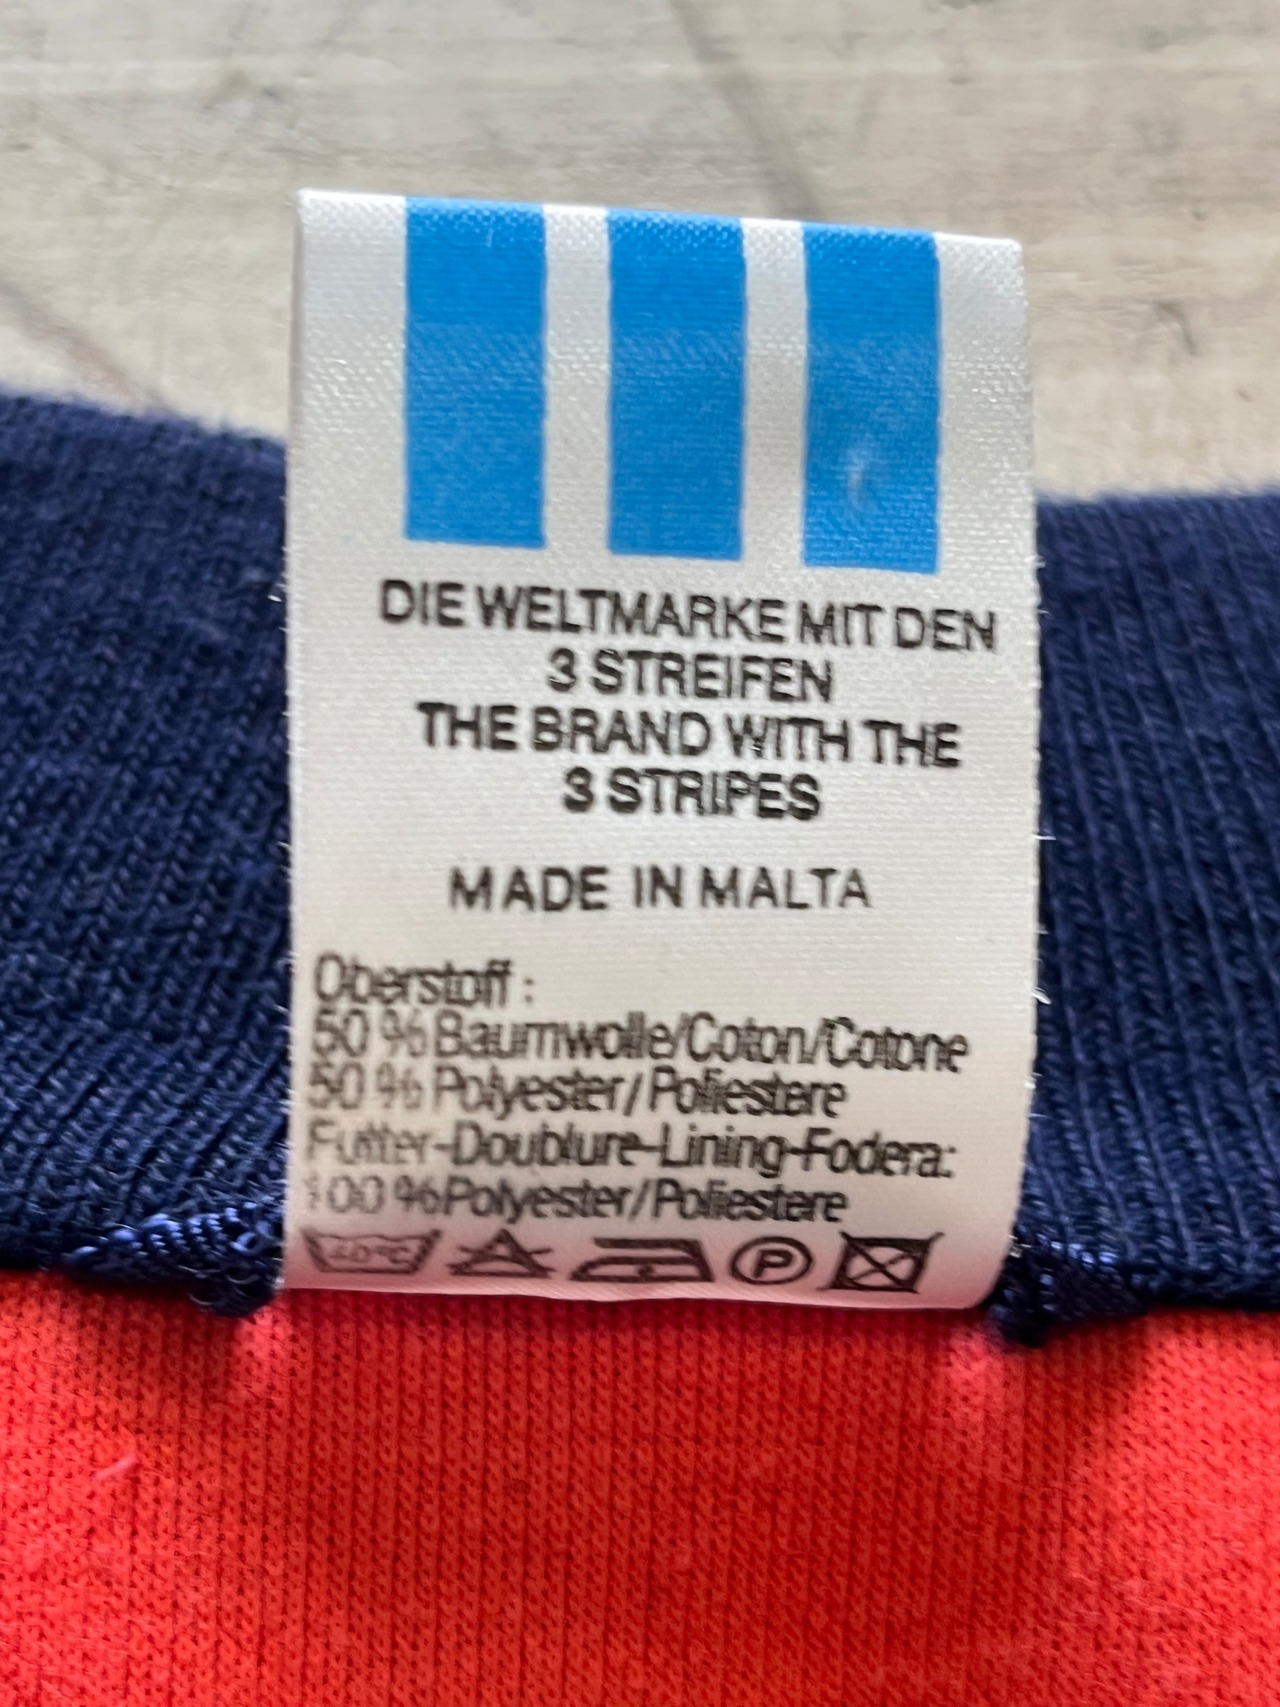 DIE WELTMARKE MIT DEN
3 STREIFEN
THE BRAND WITH THE
3 STRIPES
MADE IN MALTA
Oberstoff :
50 % Baumwolle/Coton/Cotone
50 % Polyester/Poliestere
Futter-Doublure-Lining-Fodera:
100 % Polyester/Poliestere
40°C P